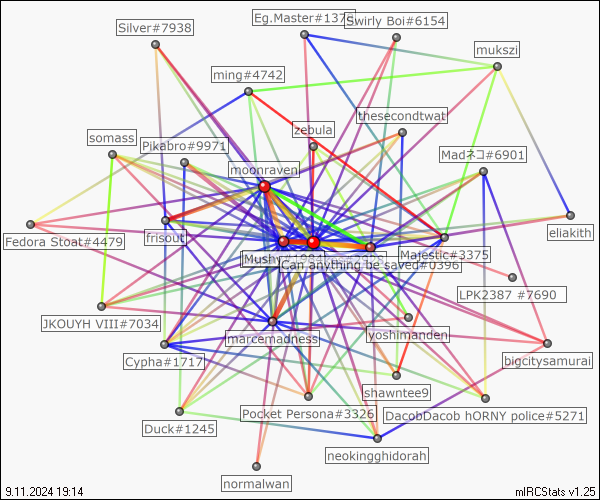 Silver#7938
Eg.Master#137
Swirly Boi#6154
mukszi
ming#4742
thesecondtwat
zebula
somass
Pikabro#9971
Madネコ#6901
moonraven
Fedora Stoat#4479
frisout
eliakith
Mushy#1984
Majestic#3375
Can anything be saved#0396
LPK2387 #7690
JKOUYH VIII#7034
marcemadness
yoshimanden
Cypha#1717
bigcitysamurai
shawntee9
Pocket Persona#3326
DacobDacob hORNY police#5271
Duck#1245
neokingghidorah
normalwan
9.11.2024 19:14
mIRCStats v1.25